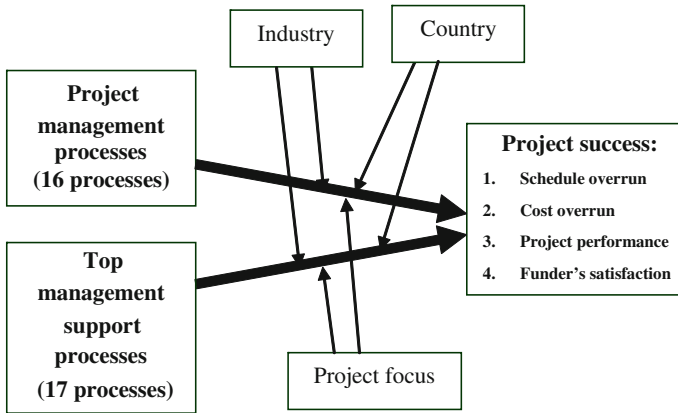 Industry
Country
Project
management
processes
(16 processes)
Project success:
1. Schedule overrun
2. Cost overrun
3. Project performance
4. Funder's satisfaction
Top
management
support
processes
(17 processes)
Project focus